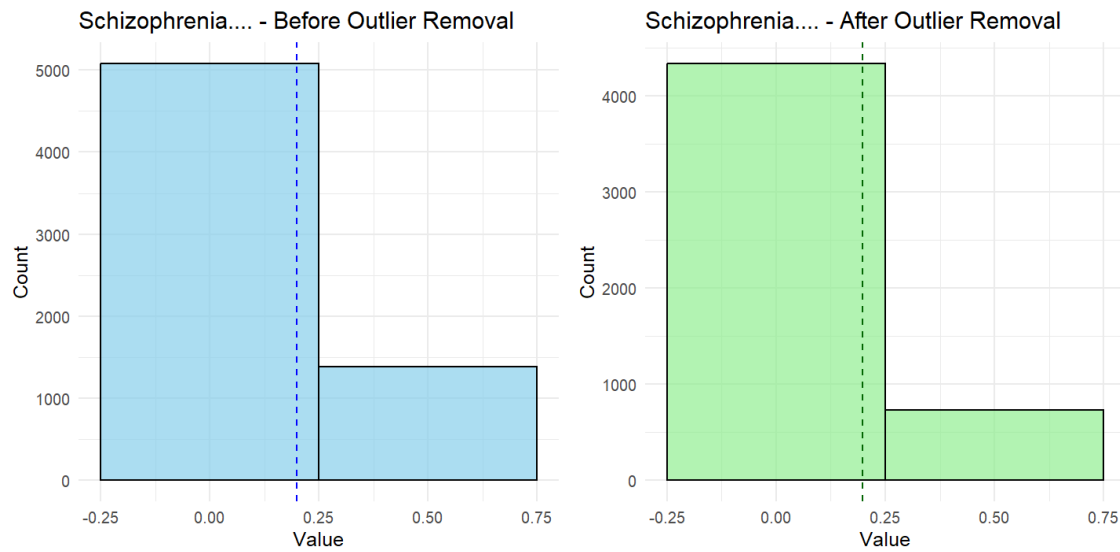 Schizophrenia.... - Before Outlier Removal
5000
4000
3000
2000
1000
0
Count
-0.25 0.00 0.25 0.50 0.75
Value
Schizophrenia.... - After Outlier Removal
4000
3000
2000
1000
0
Count
-0.25 0.00 0.25 0.50 0.75
Value